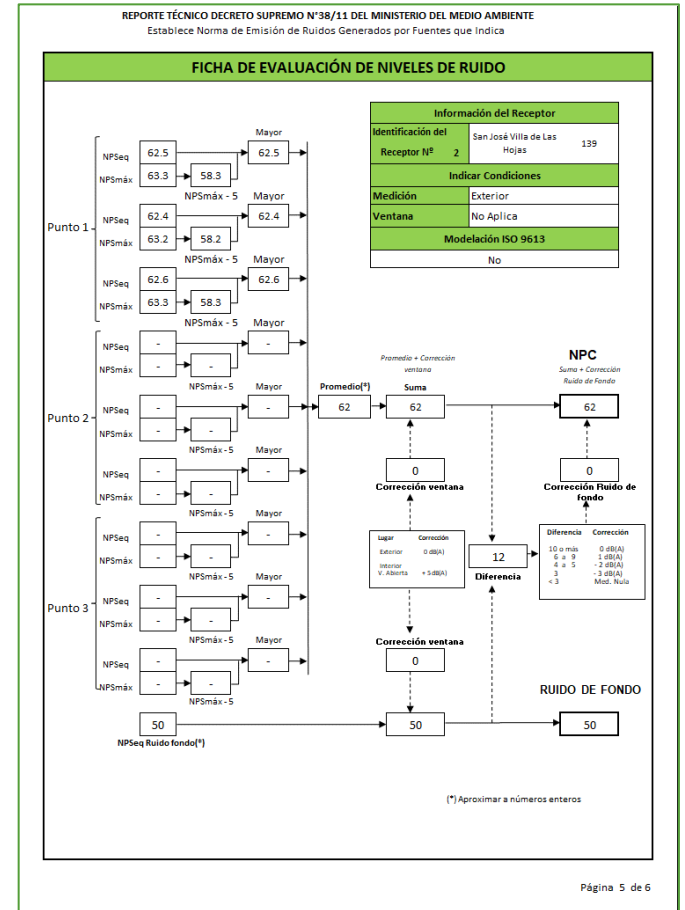 REPORTE TÉCNICO DECRETO SUPREMO N°38/11 DEL MINISTERIO DEL MEDIO AMBIENTE
Establece Norma de Emisión de Ruidos Generados por Fuentes que Indica
FICHA DE EVALUACIÓN DE NIVELES DE RUIDO
Información del Receptor
Identificación del Receptor Nº 2
San José Villa de Las Hojas 139
Indicar Condiciones
Medición Exterior
Ventana No Aplica
Modelación ISO 9613
No
Punto 1
Mayor
NPSeq 62.5 62.5
NPSmáx 63.3 58.3
NPSmáx - 5 Mayor
NPSeq 62.4 62.4
NPSmáx 63.2 58.2
NPSmáx - 5 Mayor
NPSeq 62.6 62.6
NPSmáx 63.3 58.3
NPSmáx - 5 Mayor
Punto 2
NPSeq - -
NPSmáx - -
NPSmáx - 5 Mayor
NPSeq - -
NPSmáx - -
NPSmáx - 5 Mayor
NPSeq - -
NPSmáx - -
NPSmáx - 5 Mayor
Punto 3
NPSeq - -
NPSmáx - -
NPSmáx - 5 Mayor
NPSeq - -
NPSmáx - -
NPSmáx - 5 Mayor
NPSeq - -
NPSmáx - -
NPSmáx - 5
Promedio(*)
62
Promedio + Corrección ventana
Suma
62
NPC
Suma + Corrección Ruido de Fondo
62
0
Corrección ventana
0
Corrección Ruido de fondo
Lugar Corrección
Exterior 0 dB(A)
Interior
V. Abierta + 5 dB(A)
12
Diferencia
Diferencia Corrección
10 o más 0 dB(A)
6 a 9 1 dB(A)
4 a 5 - 2 dB(A)
3 - 3 dB(A)
< 3 Med. Nula
Corrección ventana
0
RUIDO DE FONDO
50 50 50
NPSeq Ruido fondo(*)
(*) Aproximar a números enteros
Página 5 de 6